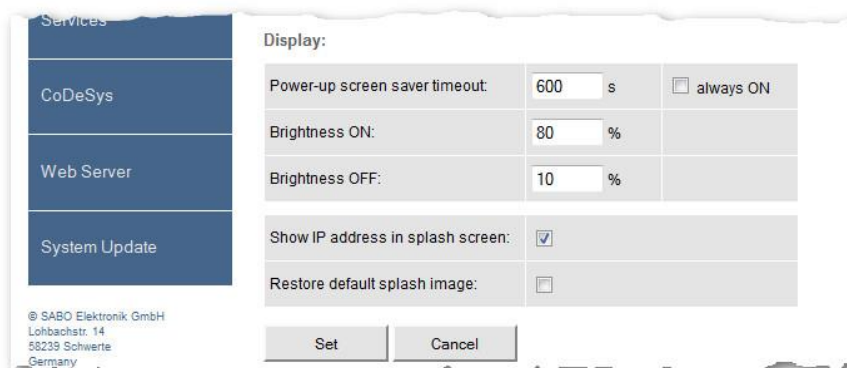 Services
CoDeSys
Web Server
System Update
© SABO Elektronik GmbH
Lohbachstr. 14
58239 Schwerte
Germany
Display:
Power-up screen saver timeout: 600 s always ON
Brightness ON: 80 %
Brightness OFF: 10 %
Show IP address in splash screen:
Restore default splash image:
Set Cancel